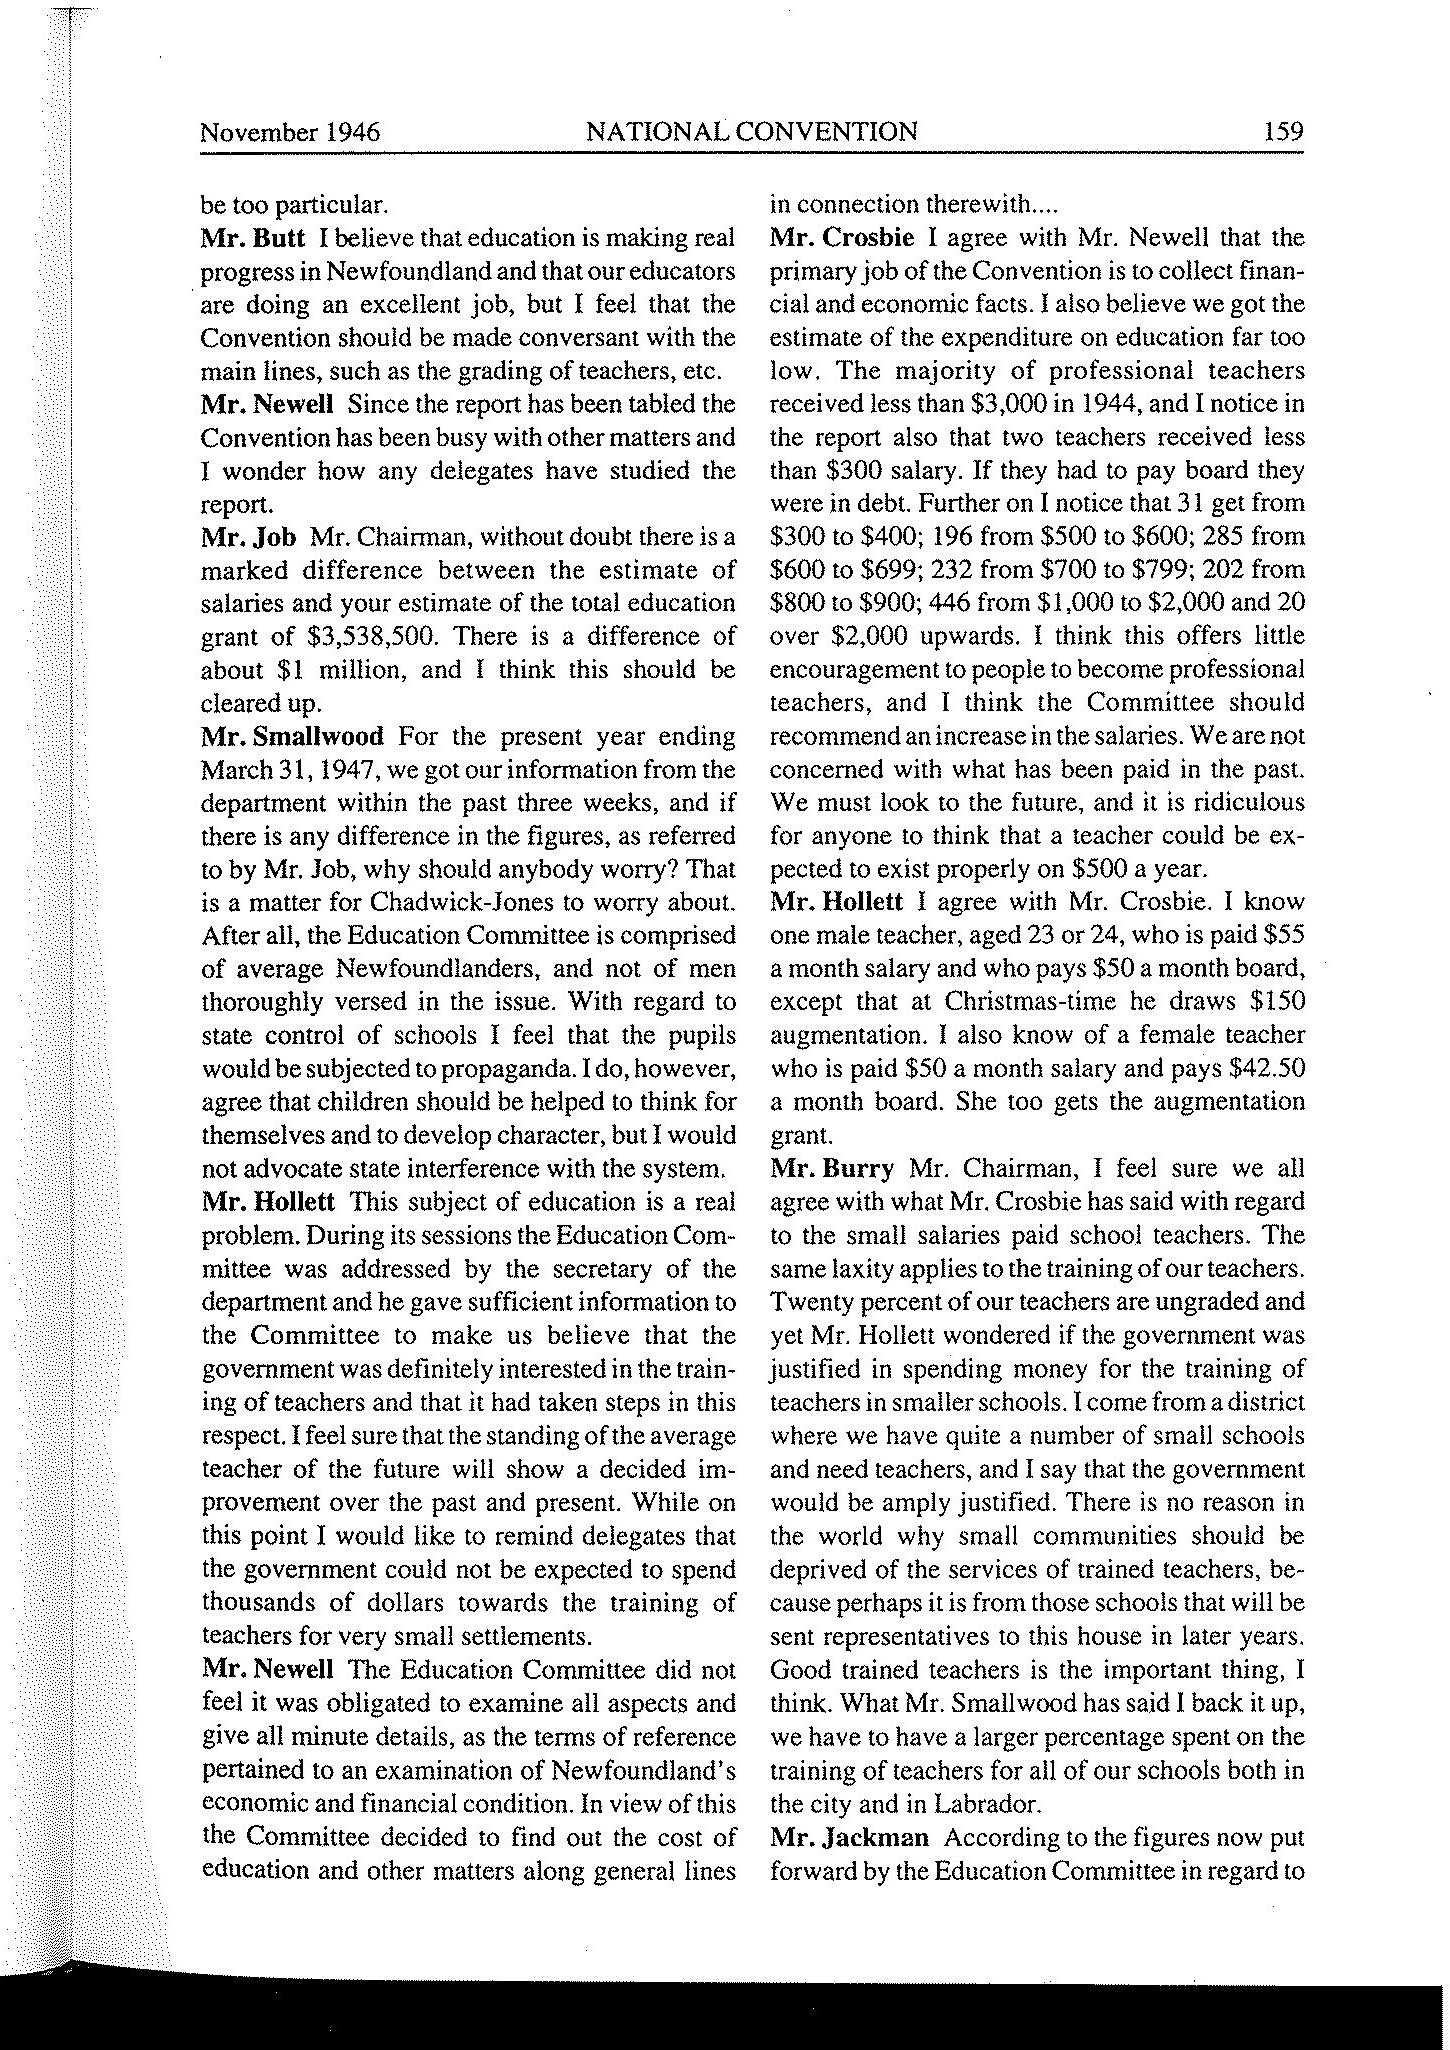 November 1946 NATIONAL CONVENTION 159
be too particular.
Mr. Butt I believe that education is making real
progress in Newfoundland and that our educators
are doing an excellent job, but I feel that the
Convention should be made conversant with the
main lines, such as the grading of teachers, etc.
Mr. Newell Since the report has been tabled the
Convention has been busy with other matters and
I wonder how any delegates have studied the
report.
Mr. Job Mr. Chairman, without doubt there is a
marked difference between the estimate of
salaries and your estimate of the total education
grant of $3,538,500. There is a difference of
about $1 million, and I think this should be
cleared up.
Mr. Smallwood For the present year ending
March 31, 1947, we got our information from the
department within the past three weeks, and if
there is any difference in the figures, as referred
to by Mr. Job, why should anybody worry? That
is a matter for Chadwick-Jones to worry about.
After all, the Education Committee is comprised
of average Newfoundlanders, and not of men
thoroughly versed in the issue. With regard to
state control of schools I feel that the pupils
would be subjected to propaganda. I do, however,
agree that children should be helped to think for
themselves and to develop character, but I would
not advocate state interference with the system.
Mr. Hollett This subject of education is a real
problem. During its sessions the Education Com-
mittee was addressed by the secretary of the
department and he gave sufficient information to
the Committee to make us believe that the
government was definitely interested in the train-
ing of teachers and that it had taken steps in this
respect. I feel sure that the standing of the average
teacher of the future will show a decided im-
provement over the past and present. While on
this point I would like to remind delegates that
the government could not be expected to spend
thousands of dollars towards the training of
teachers for very small settlements.
Mr. Newell The Education Committee did not
feel it was obligated to examine all aspects and
give all minute details, as the terms of reference
pertained to an examination of Newfoundland's
economic and financial condition. In view of this
the Committee decided to find out the cost of
education and other matters along general lines
in connection therewith....
Mr. Crosbie I agree with Mr. Newell that the
primary job of the Convention is to collect finan-
cial and economic facts. I also believe we got the
estimate of the expenditure on education far too
low. The majority of professional teachers
received less than $3,000 in 1944, and I notice in
the report also that two teachers received less
than $300 salary. If they had to pay board they
were in debt. Further on I notice that 31 get from
$300 to $400; 196 from $500 to $600; 285 from
$600 to $699; 232 from $700 to $799; 202 from
$800 to $900; 446 from $1,000 to $2,000 and 20
over $2,000 upwards. I think this offers little
encouragement to people to become professional
teachers, and I think the Committee should
recommend an increase in the salaries. We are not
concerned with what has been paid in the past.
We must look to the future, and it is ridiculous
for anyone to think that a teacher could be ex-
pected to exist properly on $500 a year.
Mr. Hollett I agree with Mr. Crosbie. I know
one male teacher, aged 23 or 24, who is paid $55
a month salary and who pays $50 a month board,
except that at Christmas-time he draws $150
augmentation. I also know of a female teacher
who is paid $50 a month salary and pays $42.50
a month board. She too gets the augmentation
grant.
Mr. Burry Mr. Chairman, I feel sure we all
agree with what Mr. Crosbie has said with regard
to the small salaries paid school teachers. The
same laxity applies to the training of our teachers.
Twenty percent of our teachers are ungraded and
yet Mr. Hollett wondered if the government was
justified in spending money for the training of
teachers in smaller schools. I come from a district
where we have quite a number of small schools
and need teachers, and I say that the government
would be amply justified. There is no reason in
the world why small communities should be
deprived of the services of trained teachers, be-
cause perhaps it is from those schools that will be
sent representatives to this house in later years.
Good trained teachers is the important thing, I
think. What Mr. Smallwood has said I back it up,
we have to have a larger percentage spent on the
training of teachers for all of our schools both in
the city and in Labrador.
Mr. Jackman According to the figures now put
forward by the Education Committee in regard to